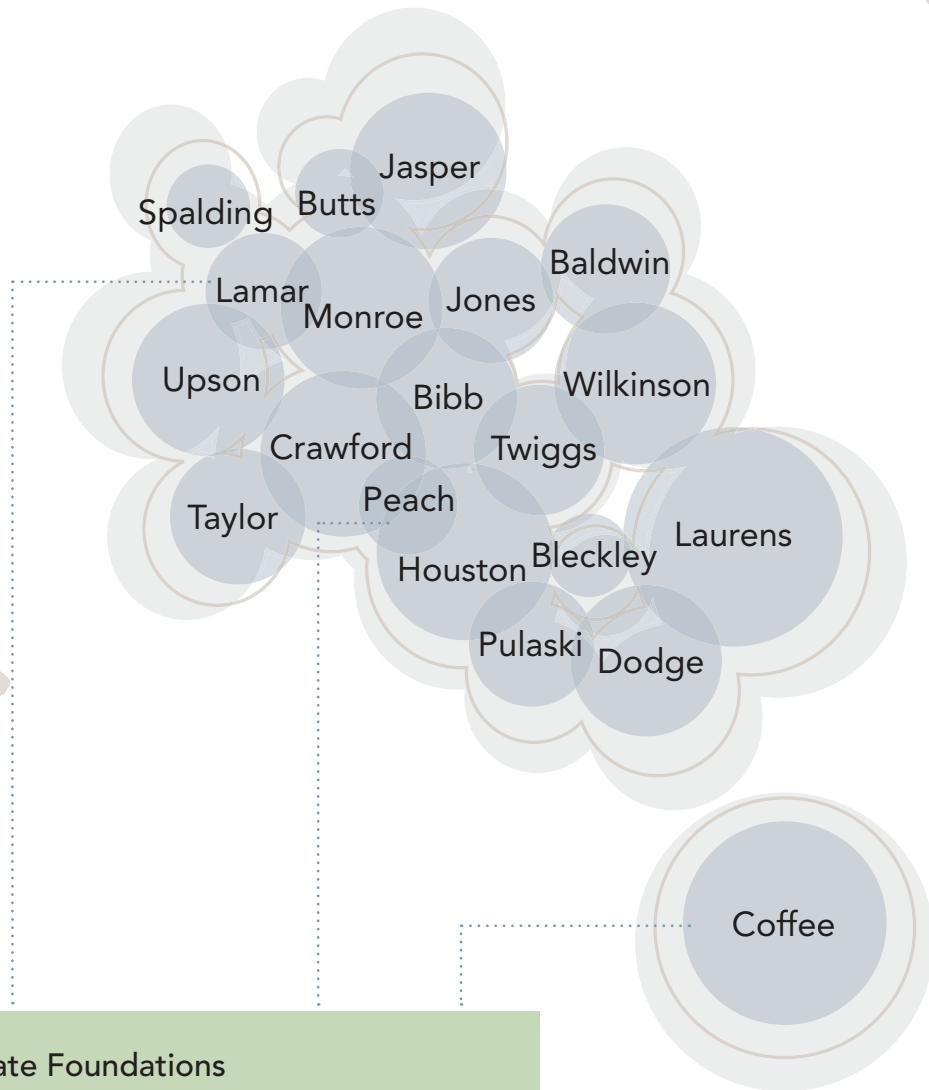 Jasper
Butts
Spalding
Baldwin
Lamar
Jones
Monroe
Upson
Wilkinson
Bibb
Crawford
Twiggs
Peach
Taylor
Laurens
Bleckley
Houston
Pulaski
Dodge
Coffee
Foundations